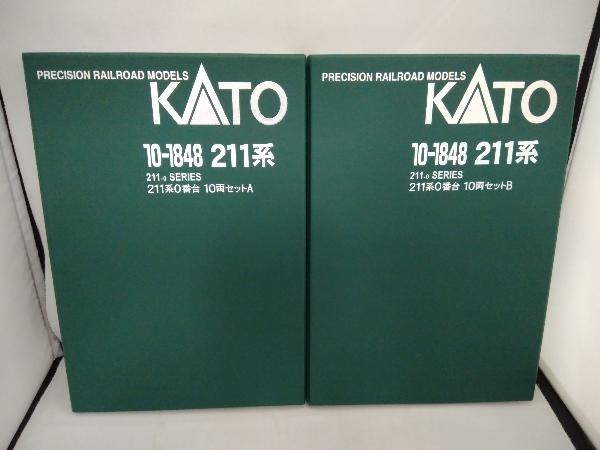 PRECISION RAILROAD MODELS
KATO
10-1848 211系
211-0 SERIES
211系0番台 10両セットA
PRECISION RAILROAD MODELS
KATO
10-1848 211系
211-0 SERIES
211系0番台 10両セットB